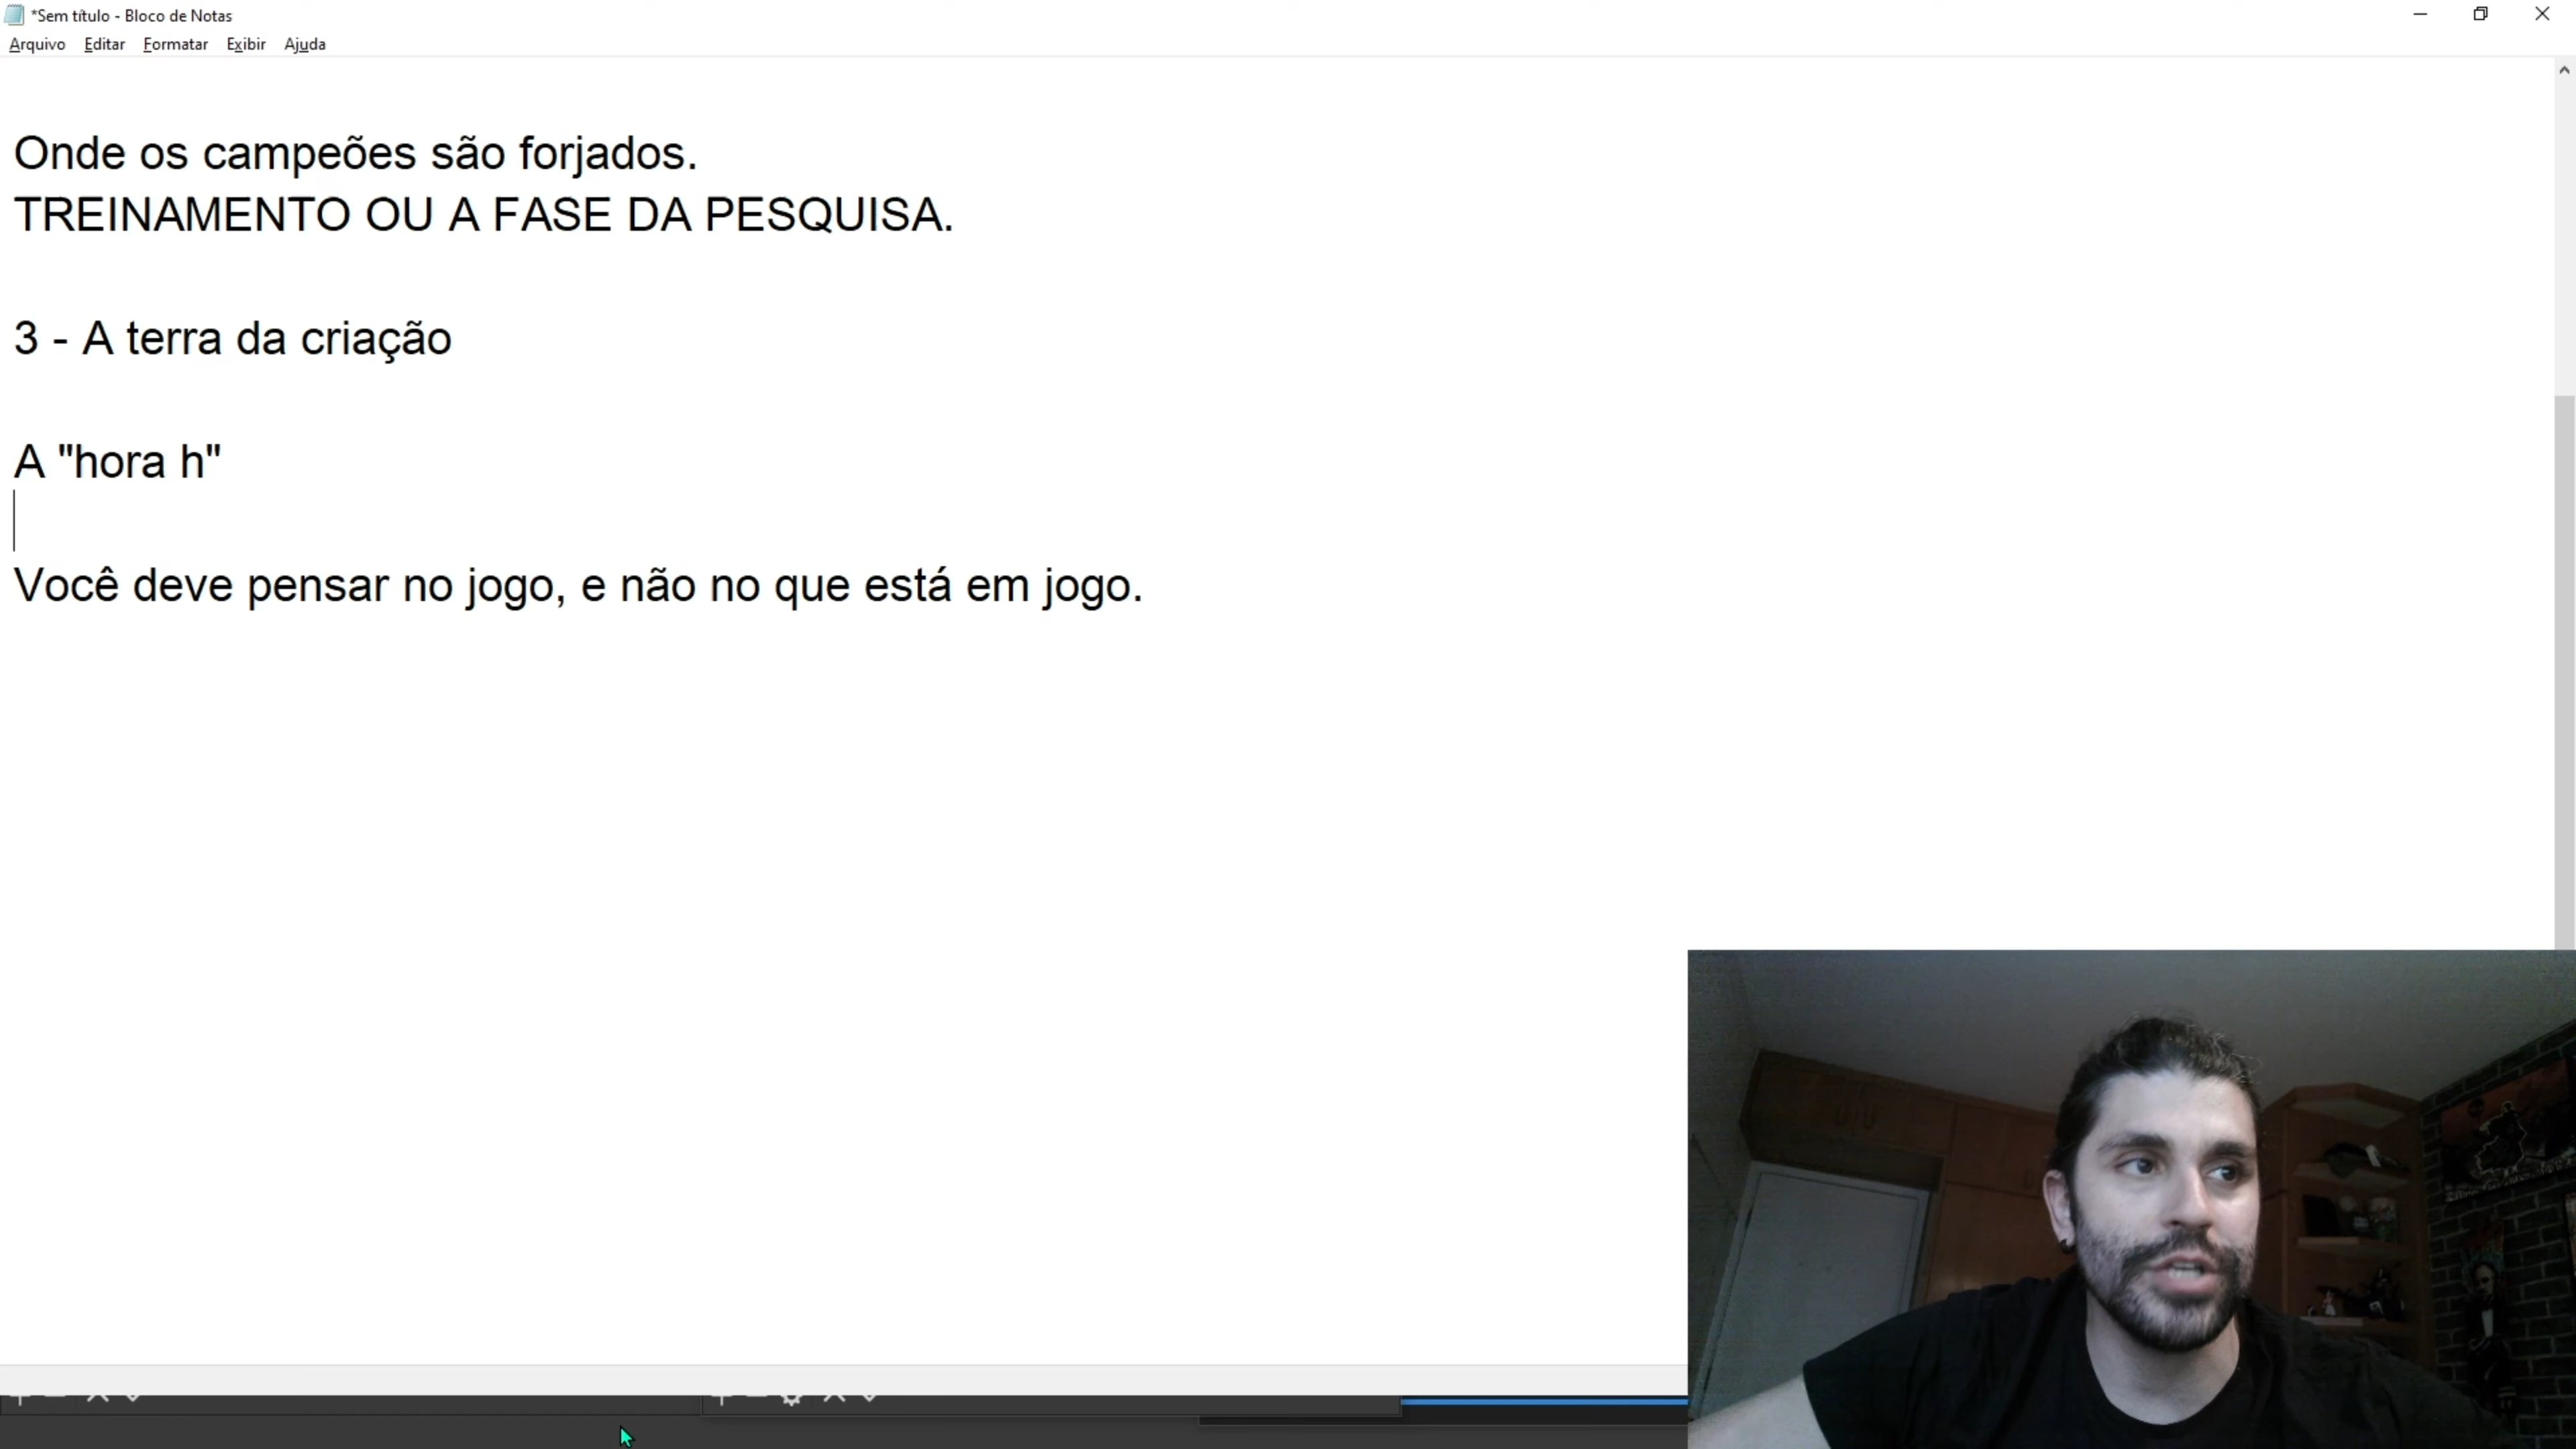 *Sem título - Bloco de Notas
Arquivo Editar Formatar Exibir Ajuda
Onde os campeões são forjados.
TREINAMENTO OU A FASE DA PESQUISA.
3 - A terra da criação
A "hora h"
Você deve pensar no jogo, e não no que está em jogo.